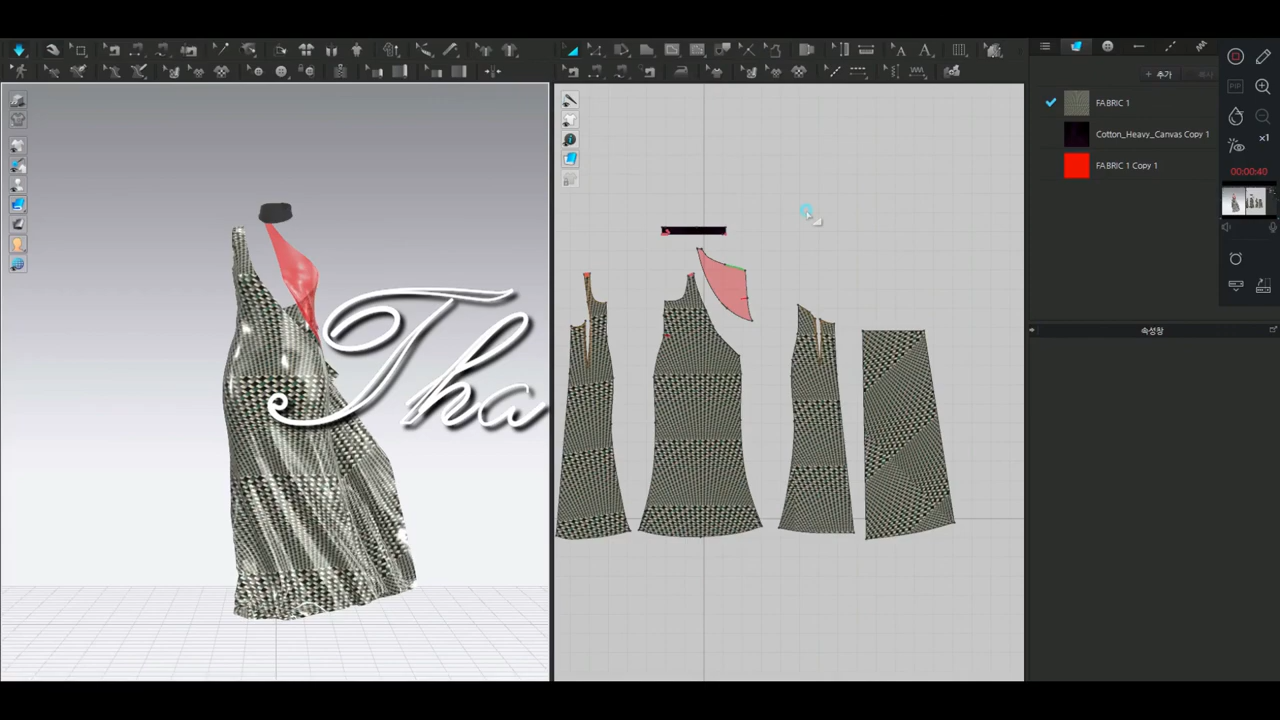 추가
FABRIC 1
Cotton_Heavy_Canvas Copy 1
FABRIC 1 Copy 1
PIP
x1
00:00:40
속성창
Tha